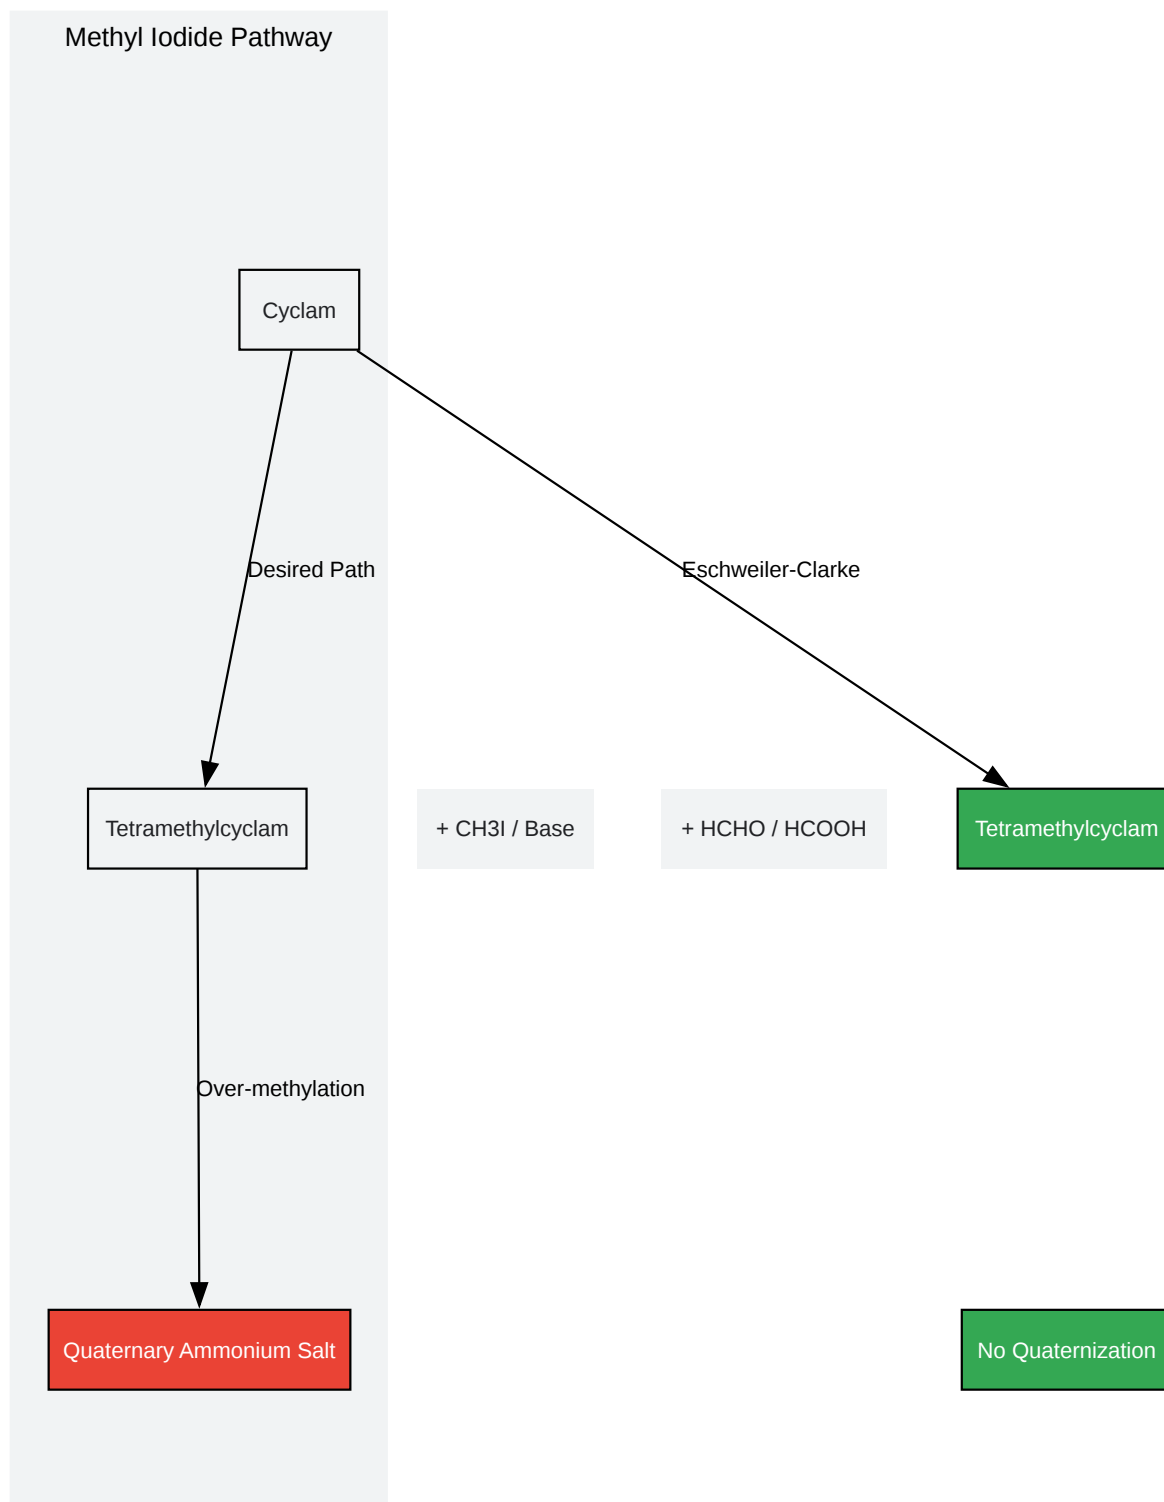 Methyl Iodide Pathway
Cyclam
Desired Path
Eschweiler-Clarke
Tetramethylcyclam
+ CH3I / Base
+ HCHO / HCOOH
Tetramethylcyclam
Over-methylation
Quaternary Ammonium Salt
No Quaternization